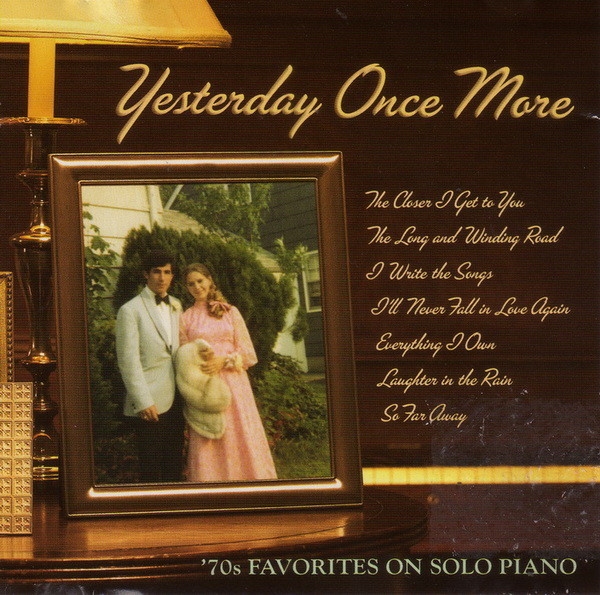 Yesterday Once More
The Closer I Get to You
The Long and Winding Road
I Write the Songs
I'll Never Fall in Love Again
Everything I Own
Laughter in the Rain
So Far Away
'70s FAVORITES ON SOLO PIANO